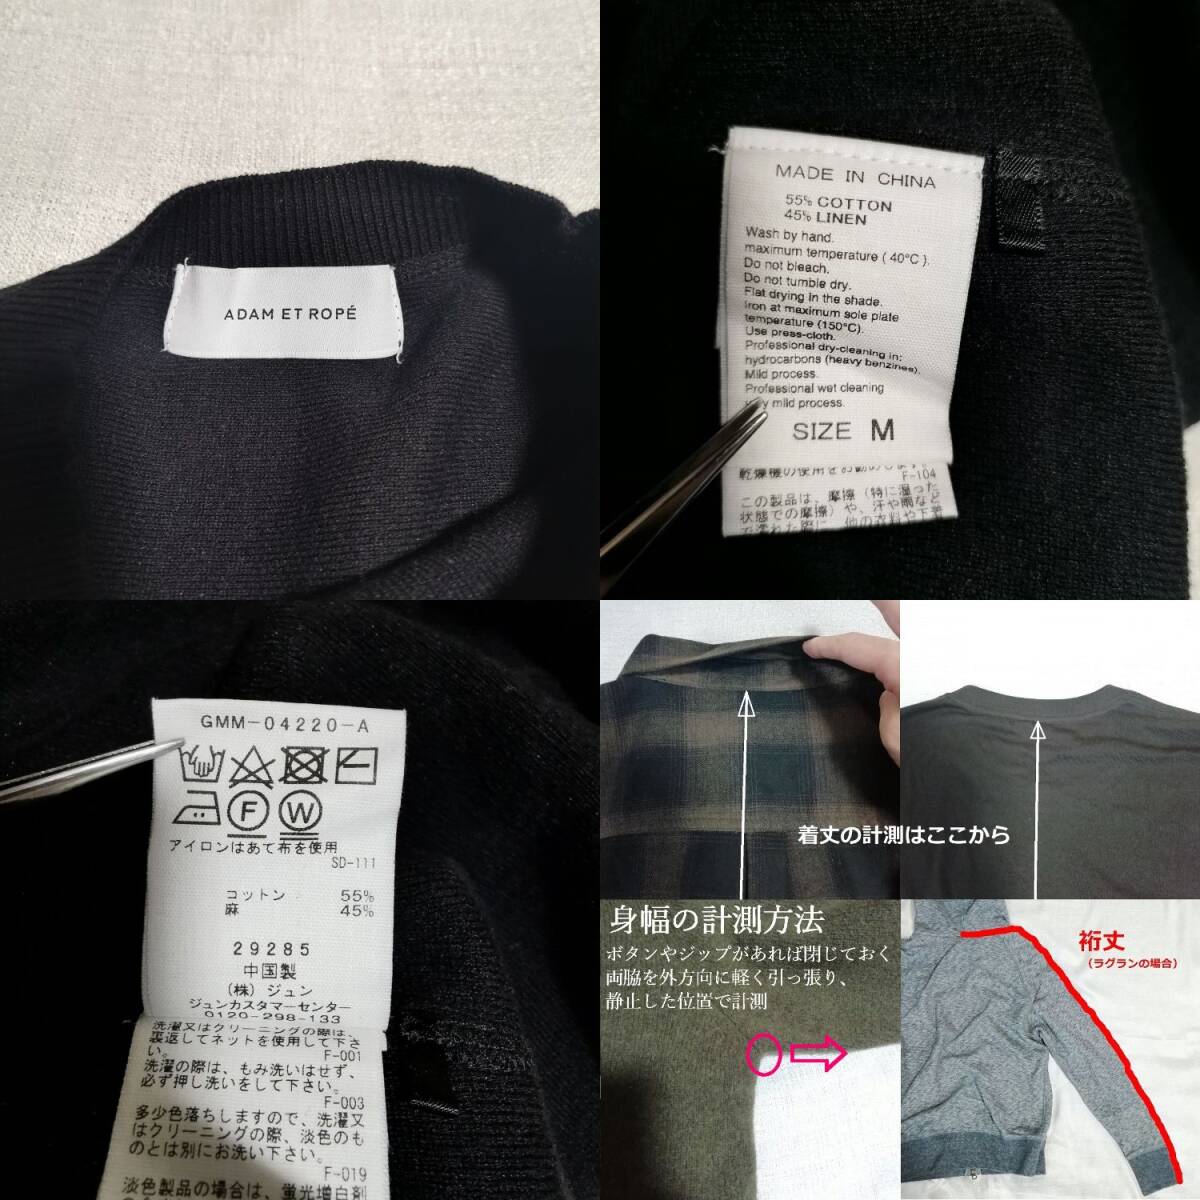 ADAM ET ROPÉ
MADE IN CHINA
55% COTTON
45% LINEN
Wash by hand.
maximum temperature ( 40°C ).
Do not bleach.
Do not tumble dry.
Flat drying in the shade.
Iron at maximum sole plate
temperature (150°C).
Use press-cloth.
Professional dry-cleaning in:
hydrocarbons (heavy benzines).
Mild process.
Professional wet cleaning
mild process.
SIZE M
F-104
この製品は、摩擦（特に湿った
状態での摩擦）や、汗や雨など
で濡れた際に、他の衣料や下着
GMM-04220-A
F
W
アイロンはあて布を使用
SD-111
コットン 55%
麻 45%
29285
中国製
（株）ジュン
ジュンカスタマーセンター
0120-298-133
洗濯又はクリーニングの際は、
裏返してネットを使用して下さ
い。
F-001
洗濯の際は、もみ洗いはせず、
必ず押し洗いをして下さい。
F-003
多少色落ちしますので、洗濯又
はクリーニングの際、淡色のも
のとは別にお洗い下さい。
F-019
淡色製品の場合は、蛍光増白剤
着丈の計測はここから
身幅の計測方法
ボタンやジップがあれば閉じておく
両脇を外方向に軽く引っ張り、
静止した位置で計測
裄丈
（ラグランの場合）